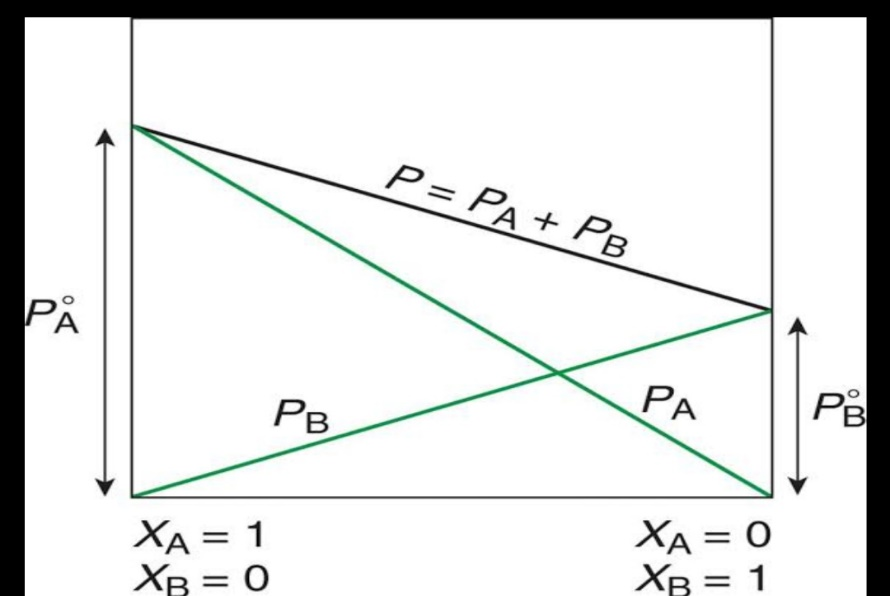 P = P_A + P_B
P°_A
P_B
P_A
P°_B
X_A = 1
X_B = 0
X_A = 0
X_B = 1